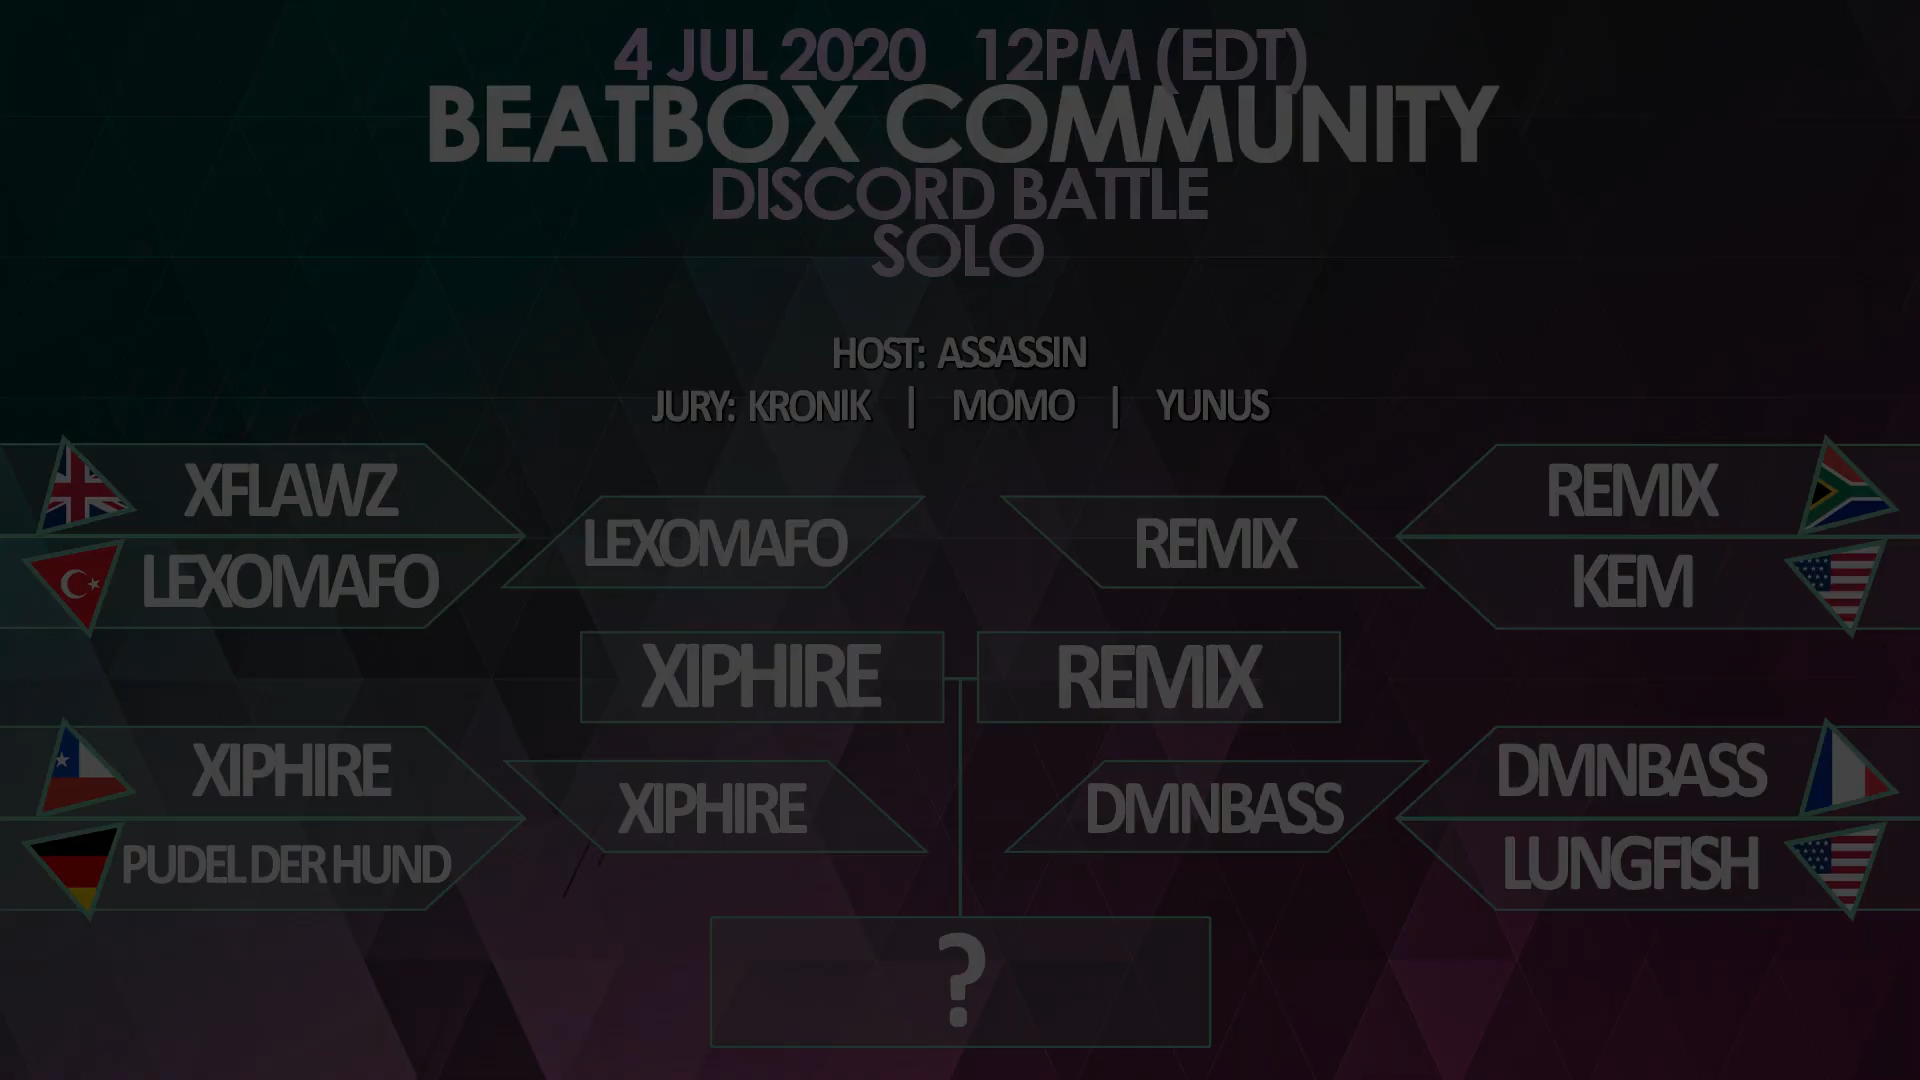 4 JUL 2020 12PM (EDT)
BEATBOX COMMUNITY
DISCORD BATTLE
SOLO
HOST: ASSASSIN
JURY: KRONIK | MOMO | YUNUS
XFLAWZ
LEXOMAFO
LEXOMAFO
REMIX
REMIX
KEM
XIPHIRE
REMIX
XIPHIRE
PUDEL DER HUND
XIPHIRE
DMNBASS
DMNBASS
LUNGFISH
?